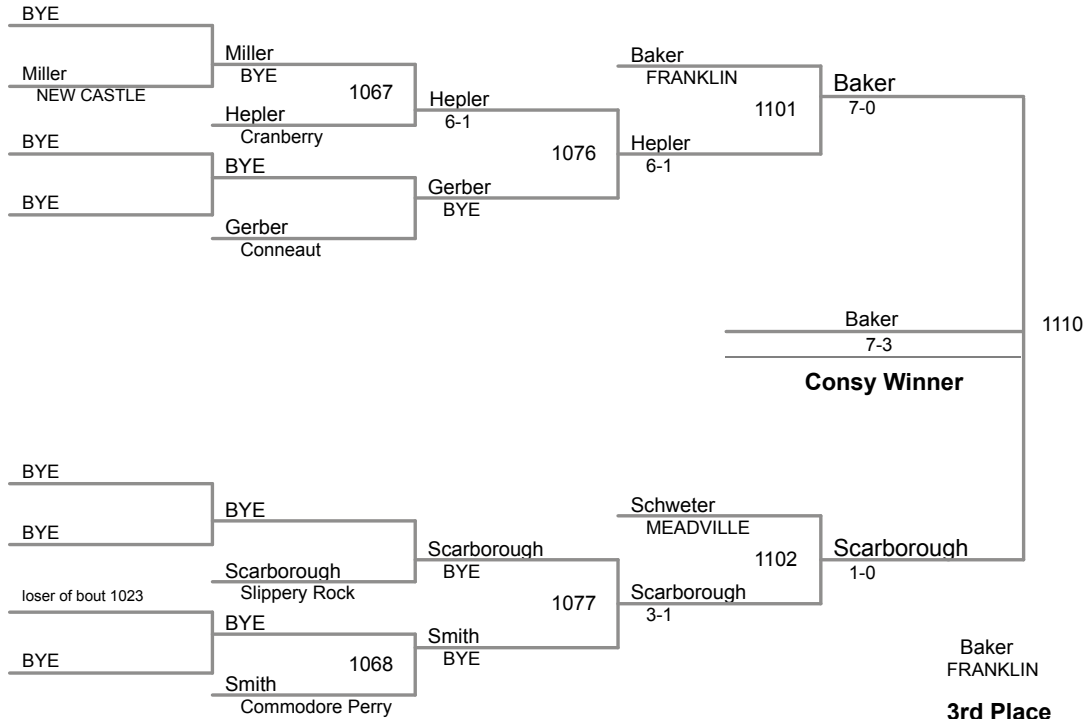 BYE
Miller
NEW CASTLE
BYE
BYE
Miller
BYE
1067
Hepler
Cranberry
BYE
Gerber
Conneaut
Hepler
6-1
1076
Gerber
BYE
Baker
FRANKLIN
1101
Hepler
6-1
Baker
7-0
Baker
7-3
Consy Winner
1110
BYE
BYE
loser of bout 1023
BYE
BYE
Scarborough
Slippery Rock
BYE
1068
Smith
Commodore Perry
Scarborough
BYE
1077
Smith
BYE
Schweter
MEADVILLE
1102
Scarborough
3-1
Scarborough
1-0
Baker
FRANKLIN
3rd Place